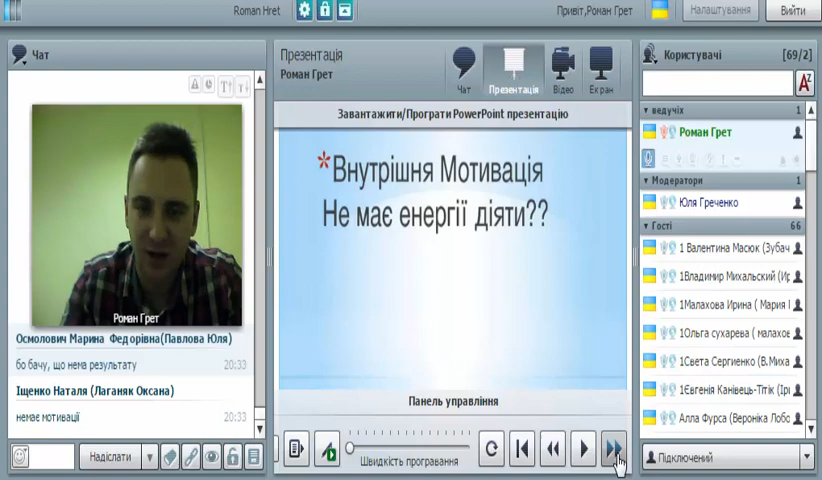 Roman Hret
Привіт,Роман Грет
Налаштування
Вийти
Чат
Роман Грет
Осмолович Марина Федорівна(Павлова Юля)
бо бачу, що нема результату 20:33
Іщенко Наталя (Лаганяк Оксана)
немає мотивації 20:33
Надіслати
Презентація
Роман Грет
Чат
Презентація
Відео
Екран
Завантажити/Програти PowerPoint презентацію
*Внутрішня Мотивація
Не має енергії діяти??
Панель управління
Швидкість програвання
Користувачі [69/2]
ведучіх 1
Роман Грет
Модератори 1
Юля Греченко
Гості 66
1 Валентина Масюк (Зубач
1Владимир Михальский (Ир
1Малахова Ирина ( Мария
1Ольга сухарева ( малахов
1Света Сергиенко (В.Миха
1Євгенія Канівець-Тітік (Ір
Алла Фурса (Вероніка Лобо
Підключений